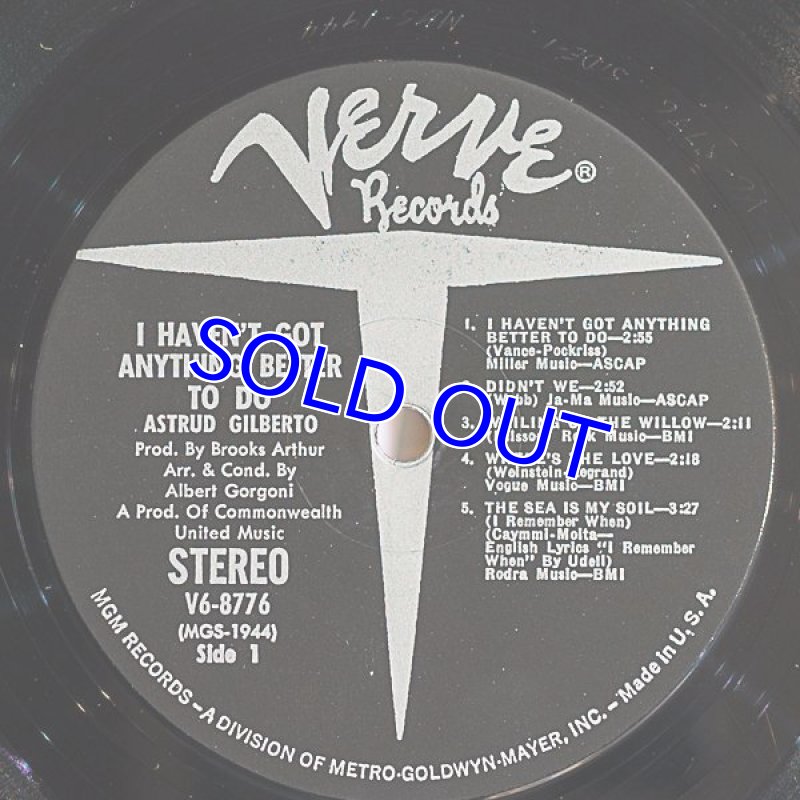 VERVE®
Records
I HAVEN'T GOT
ANYTHING BETTER
TO DO
ASTRUD GILBERTO
Prod. By Brooks Arthur
Arr. & Cond. By
Albert Gorgoni
A Prod. Of Commonwealth
United Music
STEREO
V6-8776
(MGS-1944)
Side 1
1. I HAVEN'T GOT ANYTHING
BETTER TO DO—2:55
(Vance-Pockriss)
Miller Music—ASCAP
DIDN'T WE—2:52
Ja-Ma Music—ASCAP
3. OF THE WILLOW—2:11
Rock Music—BMI
4. THE LOVE—2:18
Vogue Music—BMI
5. THE SEA IS MY SOIL—3:27
(I Remember When)
(Caymmi-Molta—
English Lyrics "I Remember
When" By Udell)
Rodra Music—BMI
SOLD OUT
MGM RECORDS – A DIVISION OF METRO-GOLDWYN-MAYER, INC. – Made in U.S.A.